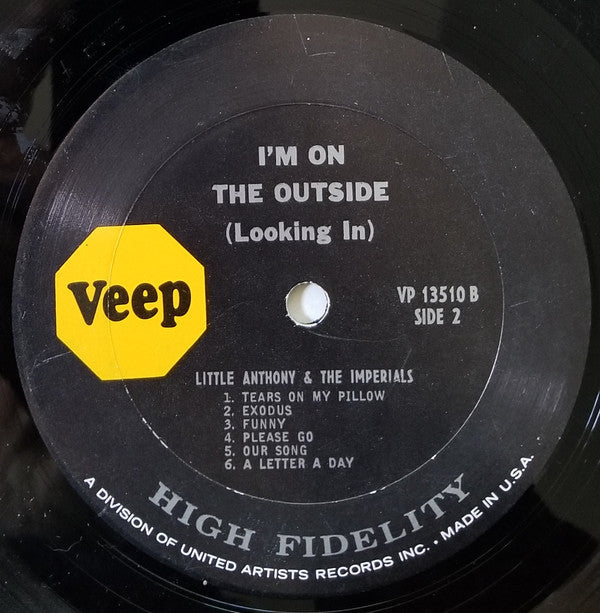 I'M ON
THE OUTSIDE
(Looking In)
Veep
VP 13510 B
SIDE 2
LITTLE ANTHONY & THE IMPERIALS
1. TEARS ON MY PILLOW
2. EXODUS
3. FUNNY
4. PLEASE GO
5. OUR SONG
6. A LETTER A DAY
HIGH FIDELITY
A DIVISION OF UNITED ARTISTS RECORDS INC. • MADE IN U.S.A.